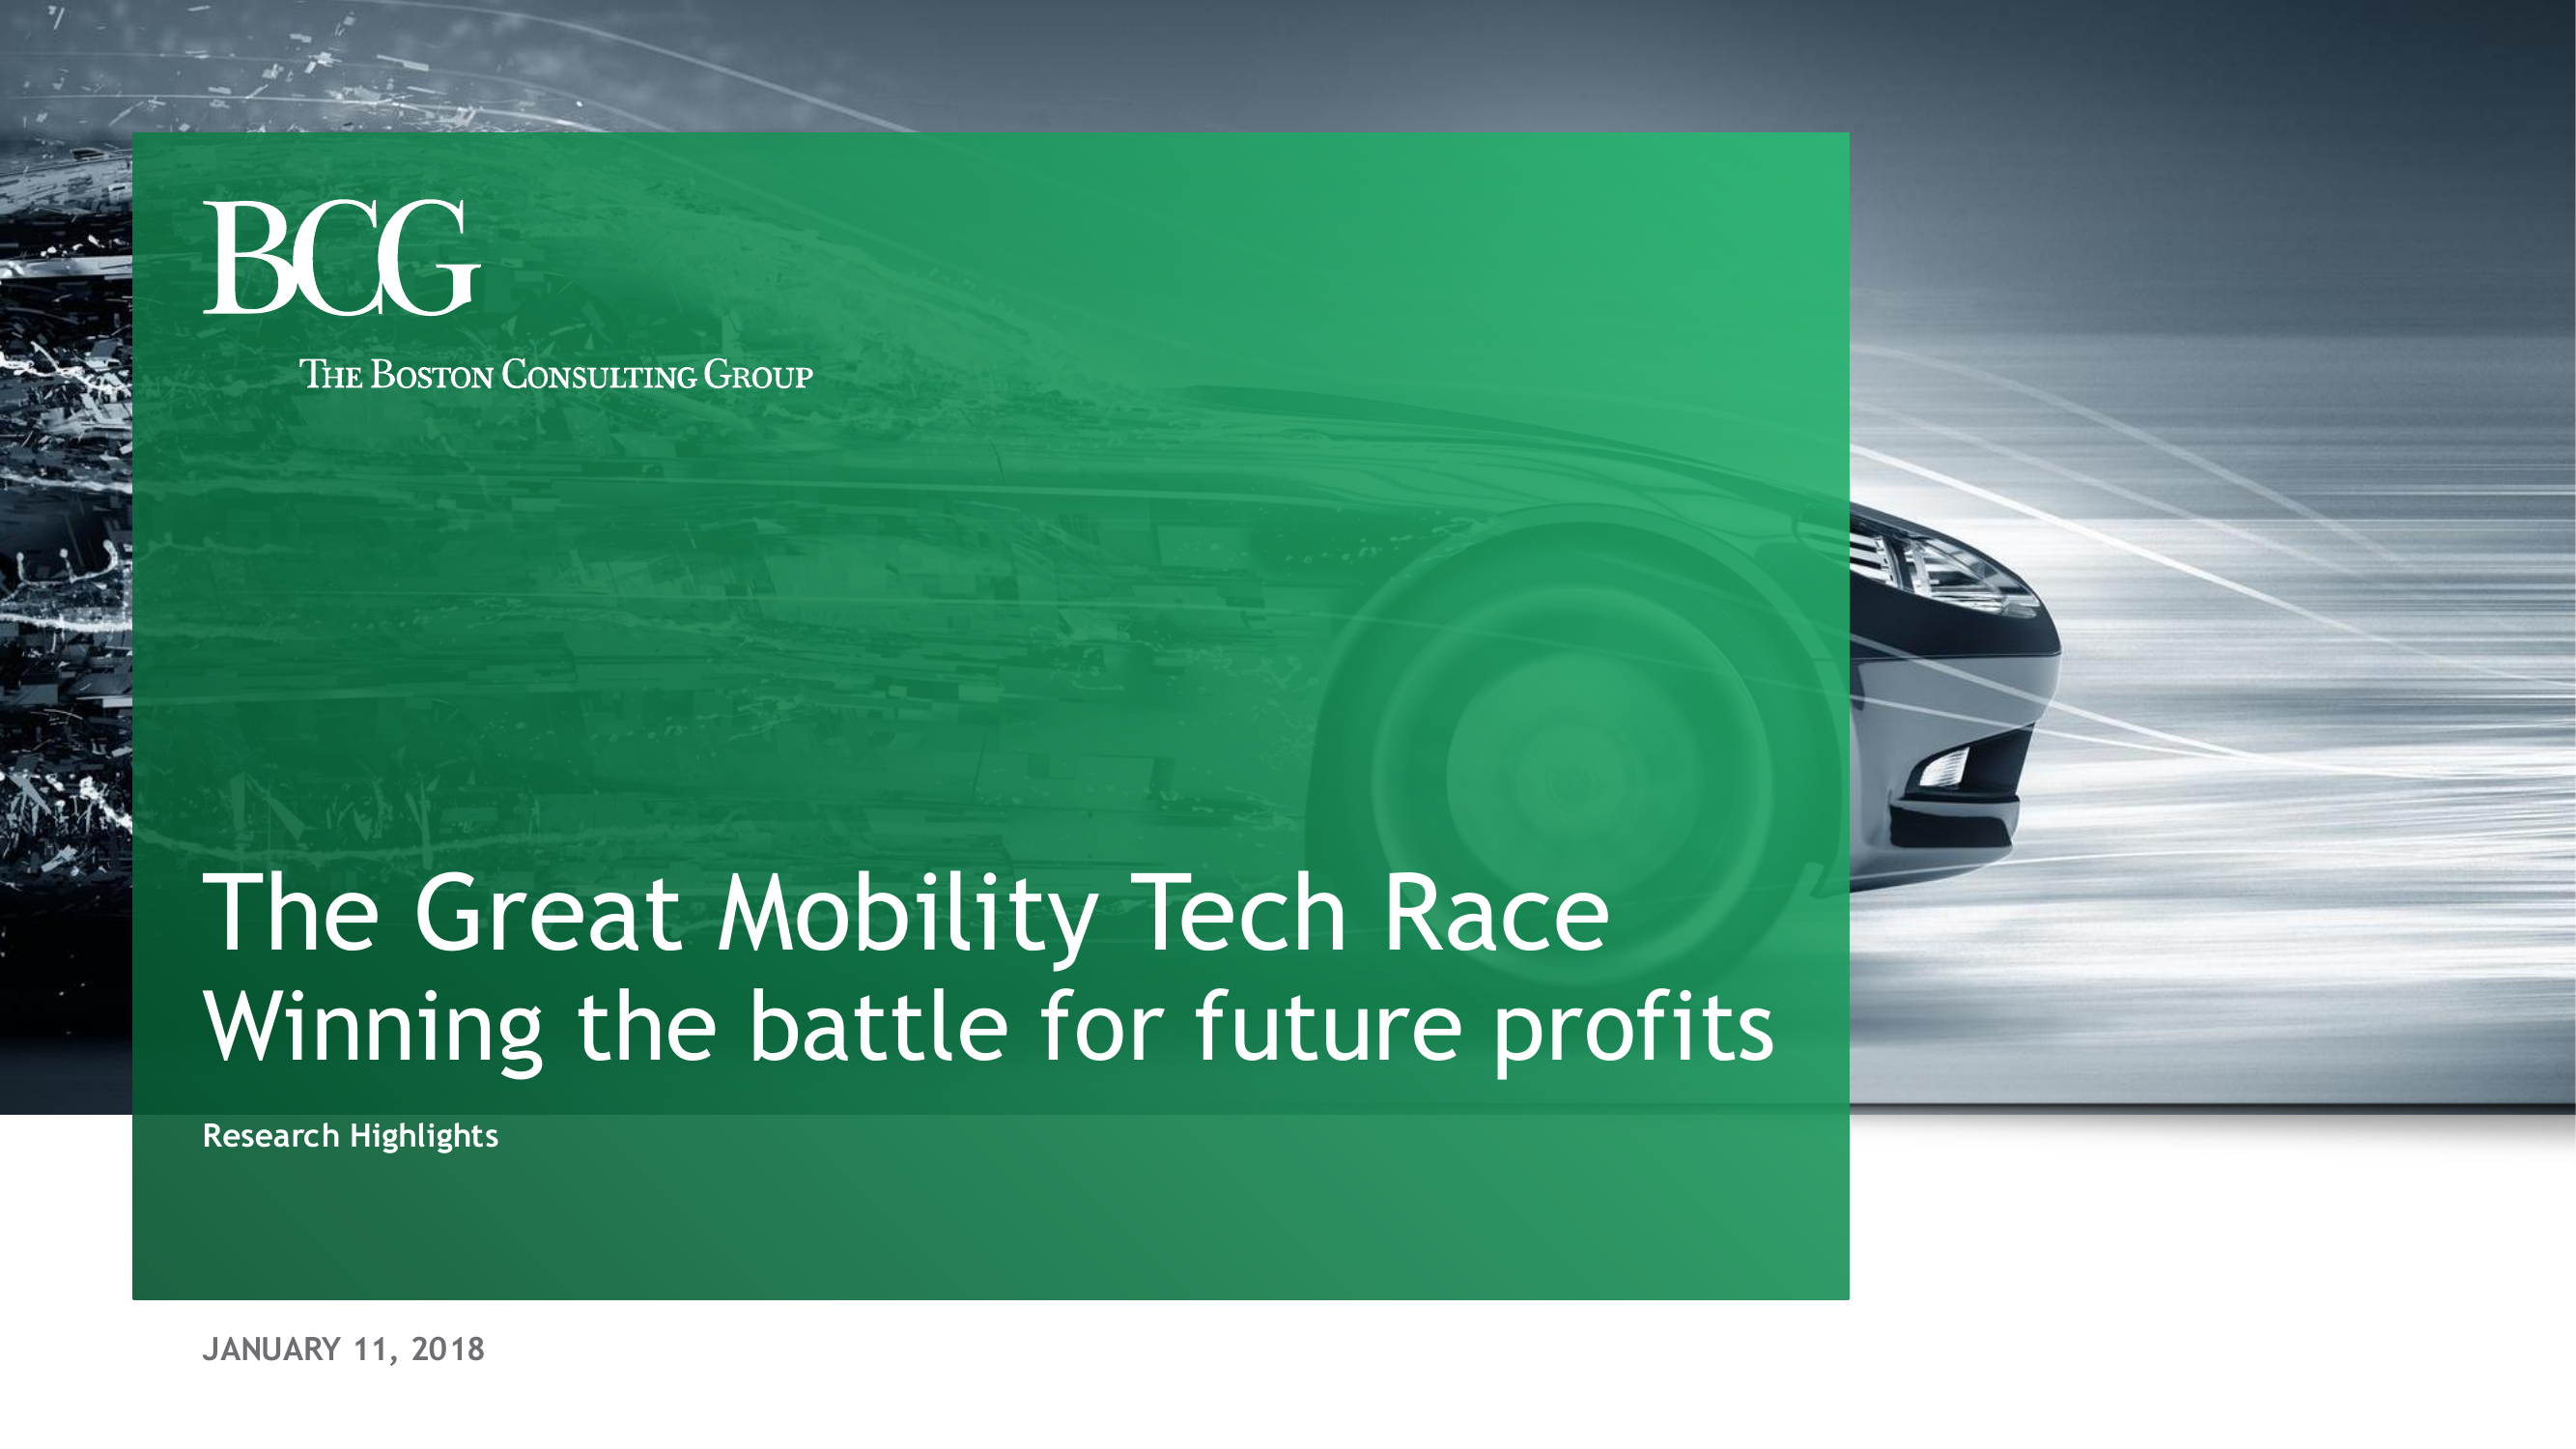 BCG
THE BOSTON CONSULTING GROUP
The Great Mobility Tech Race
Winning the battle for future profits
Research Highlights
JANUARY 11, 2018